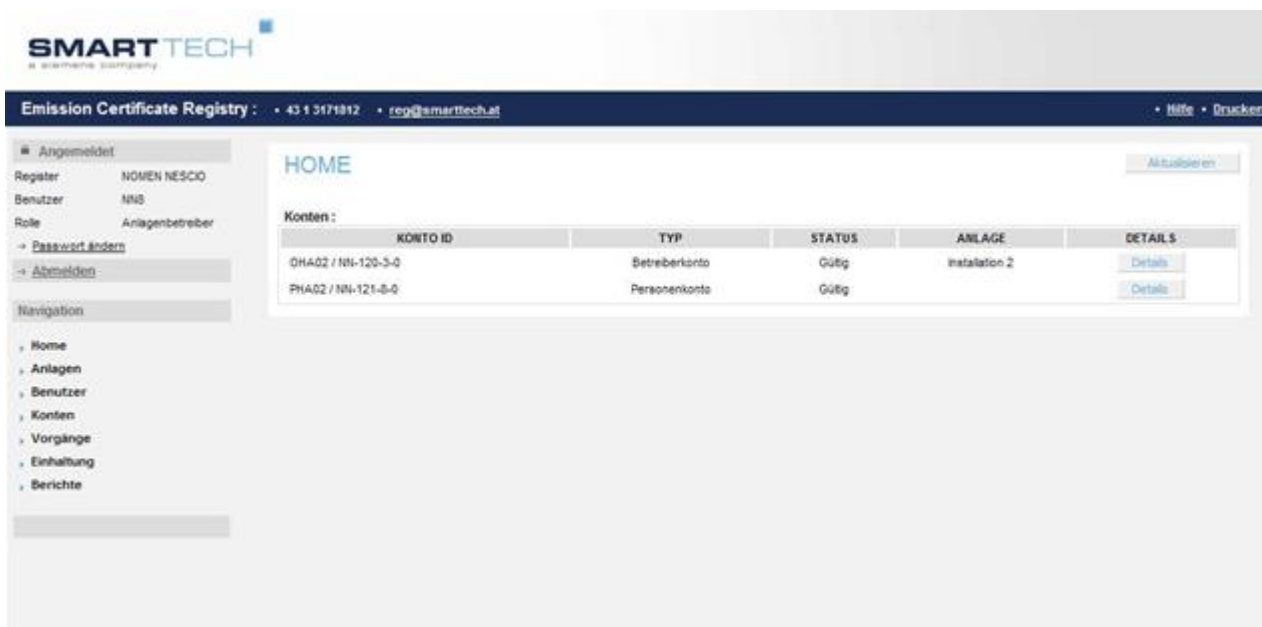 SMART TECH
a siemens company
Emission Certificate Registry : • 43 1 3171812 • reg@smarttech.at • Hilfe • Drucken
Angemeldet
Register NOMEN NESCIO
Benutzer NNB
Rolle Anlagenbetreiber
→ Passwort ändern
→ Abmelden
Navigation
Home
Anlagen
Benutzer
Konten
Vorgänge
Einhaltung
Berichte
HOME Aktualisieren
Konten :
KONTO ID TYP STATUS ANLAGE DETAILS
OHA02 / NN-120-3-0 Betreiberkonto Gültig Installation 2 Details
PHA02 / NN-121-8-0 Personenkonto Gültig Details